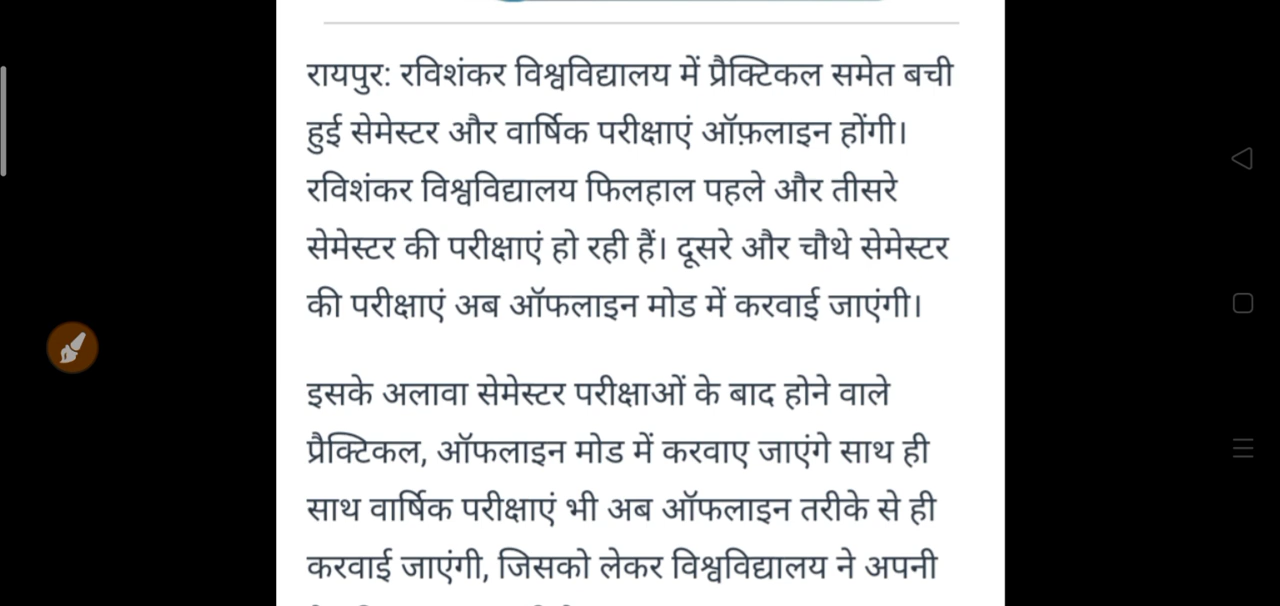 रायपुर: रविशंकर विश्वविद्यालय में प्रैक्टिकल समेत बची
हुई सेमेस्टर और वार्षिक परीक्षाएं ऑफ़लाइन होंगी।
रविशंकर विश्वविद्यालय फिलहाल पहले और तीसरे
सेमेस्टर की परीक्षाएं हो रही हैं। दूसरे और चौथे सेमेस्टर
की परीक्षाएं अब ऑफलाइन मोड में करवाई जाएंगी।
इसके अलावा सेमेस्टर परीक्षाओं के बाद होने वाले
प्रैक्टिकल, ऑफलाइन मोड में करवाए जाएंगे साथ ही
साथ वार्षिक परीक्षाएं भी अब ऑफलाइन तरीके से ही
करवाई जाएंगी, जिसको लेकर विश्वविद्यालय ने अपनी